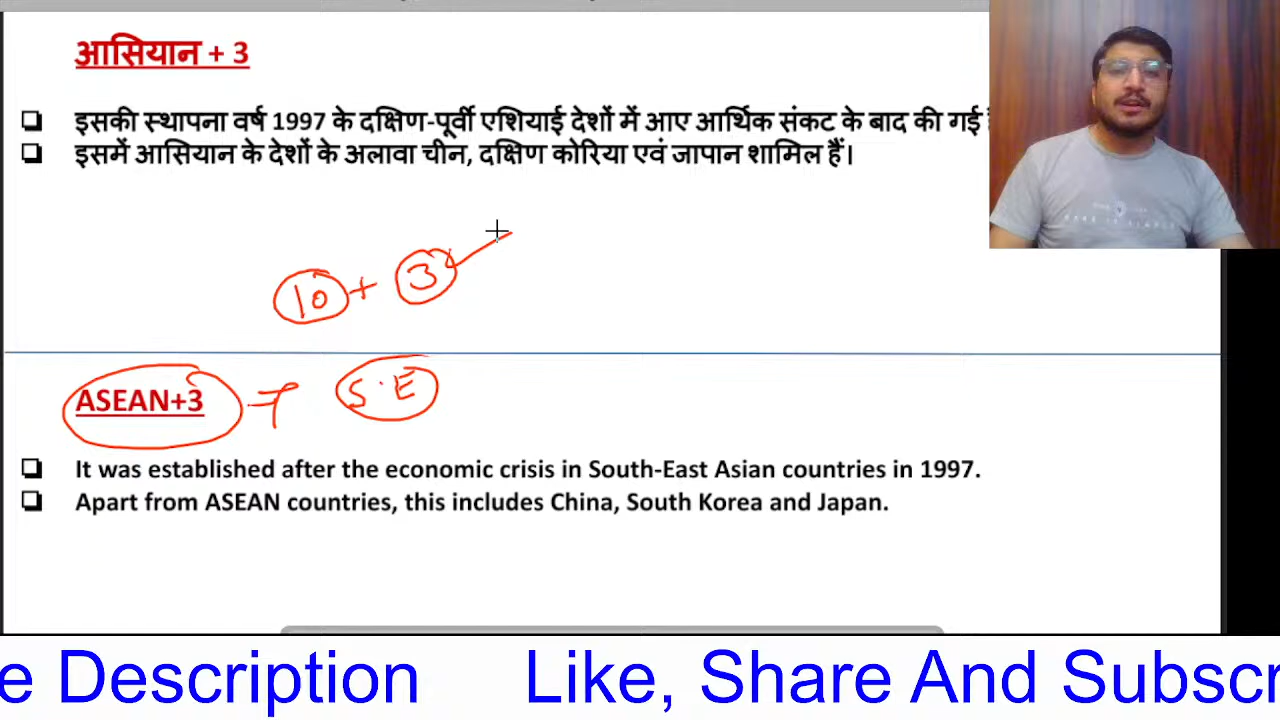 आसियान + 3
इसकी स्थापना वर्ष 1997 के दक्षिण-पूर्वी एशियाई देशों में आए आर्थिक संकट के बाद की गई
इसमें आसियान के देशों के अलावा चीन, दक्षिण कोरिया एवं जापान शामिल हैं।
10 + 3
ASEAN+3
S.E
It was established after the economic crisis in South-East Asian countries in 1997.
Apart from ASEAN countries, this includes China, South Korea and Japan.
e Description Like, Share And Subscr